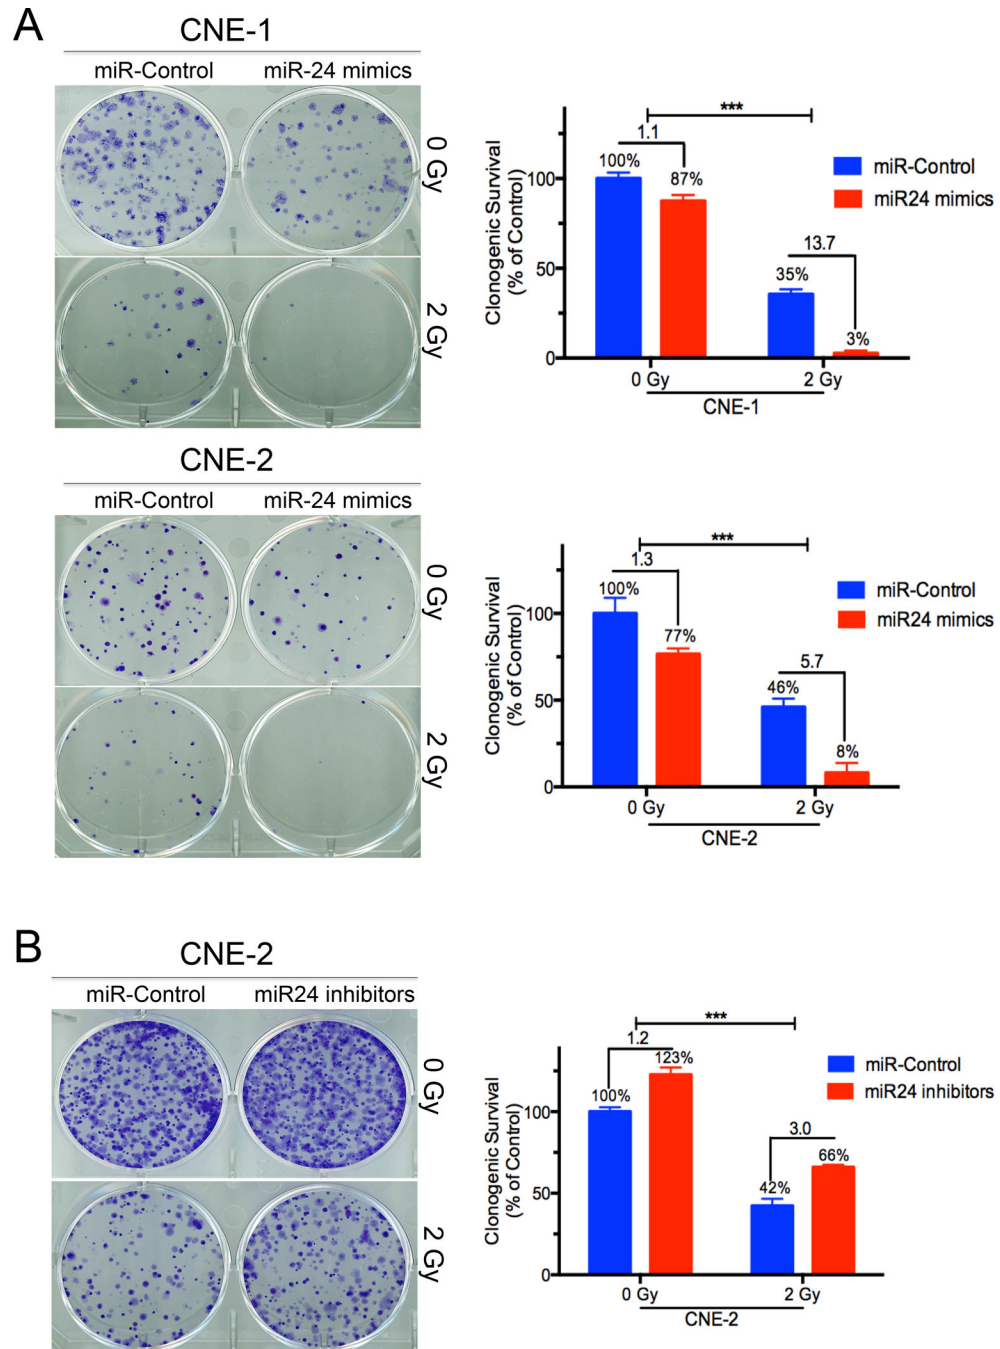 A
CNE-1
miR-Control miR-24 mimics
0 Gy
2 Gy
Clonogenic Survival
(% of Control)
100
50
0
***
1.1
100%
87%
13.7
35%
3%
0 Gy 2 Gy
CNE-1
miR-Control
miR24 mimics
CNE-2
miR-Control miR-24 mimics
0 Gy
2 Gy
Clonogenic Survival
(% of Control)
100
50
0
***
1.3
100%
77%
5.7
46%
8%
0 Gy 2 Gy
CNE-2
miR-Control
miR24 mimics
B
CNE-2
miR-Control miR24 inhibitors
0 Gy
2 Gy
Clonogenic Survival
(% of Control)
100
50
0
***
1.2
100%
123%
3.0
42%
66%
0 Gy 2 Gy
CNE-2
miR-Control
miR24 inhibitors